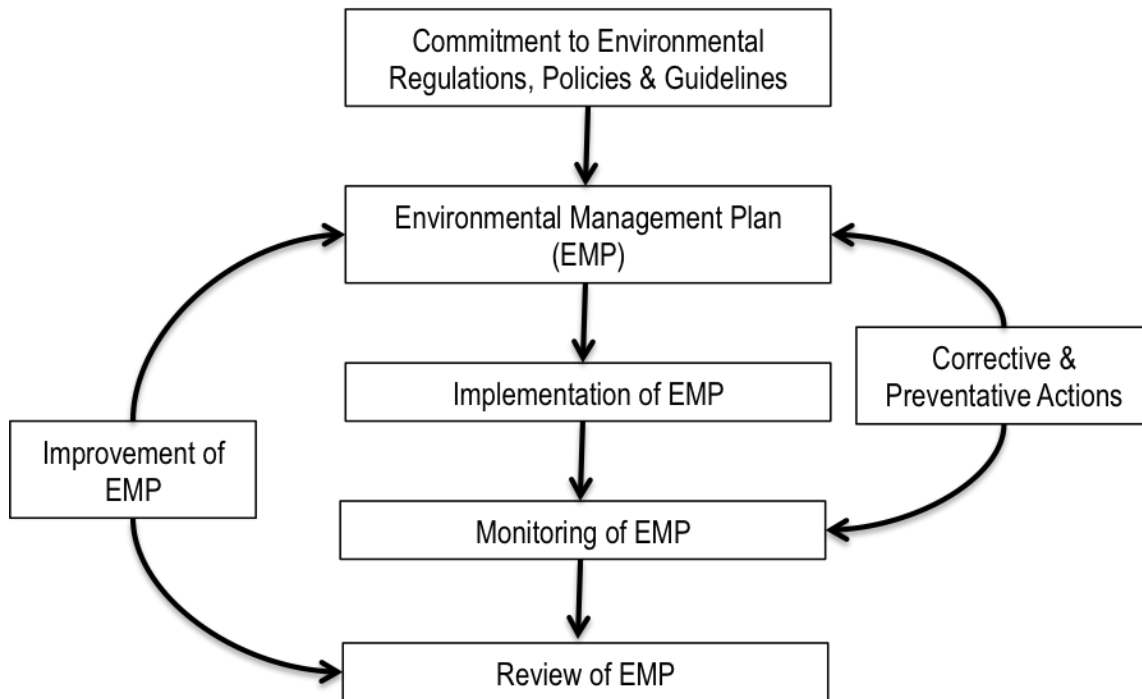 Commitment to Environmental
Regulations, Policies & Guidelines
Environmental Management Plan
(EMP)
Corrective &
Preventative Actions
Implementation of EMP
Improvement of
EMP
Monitoring of EMP
Review of EMP